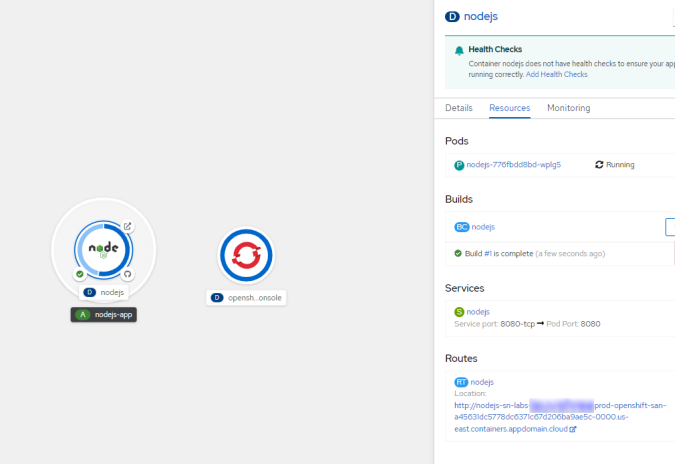 D nodejs
Health Checks
Container nodejs does not have health checks to ensure your app
running correctly. Add Health Checks
Details Resources Monitoring
Pods
P nodejs-776fbdd8bd-wplg5 Running
Builds
BC nodejs
Build #1 is complete (a few seconds ago)
Services
S nodejs
Service port: 8080-tcp → Pod Port: 8080
Routes
RT nodejs
Location:
http://nodejs-sn-labs- prod-openshift-san-
a45631dc5778dc6371c67d206ba9ae5c-0000.us-
east.containers.appdomain.cloud
node
JS
D nodejs
A nodejs-app
D opensh...onsole